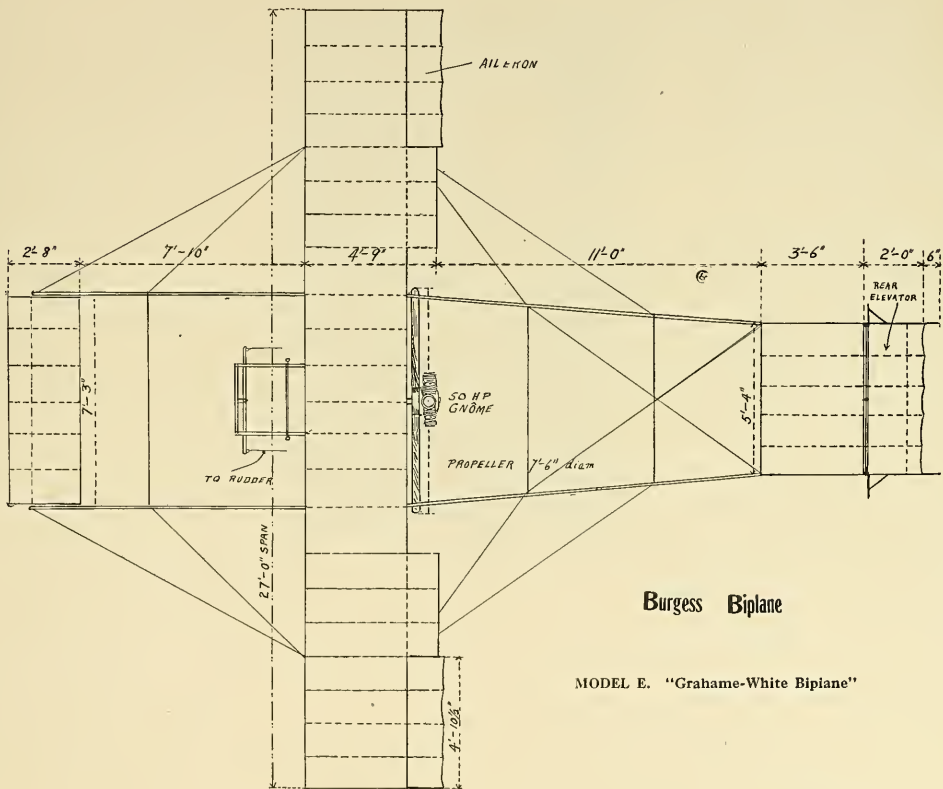 AILERON
2'-8"
7'-10"
4'-9"
11'-0"
3'-6"
2'-0"
6"
REAR
ELEVATOR
7'-3"
50 HP
GNÔME
5'-4"
TO RUDDER
PROPELLER 7'-6" diam
27'-0" SPAN
4'-10½"
Burgess Biplane
MODEL E. "Grahame-White Biplane"